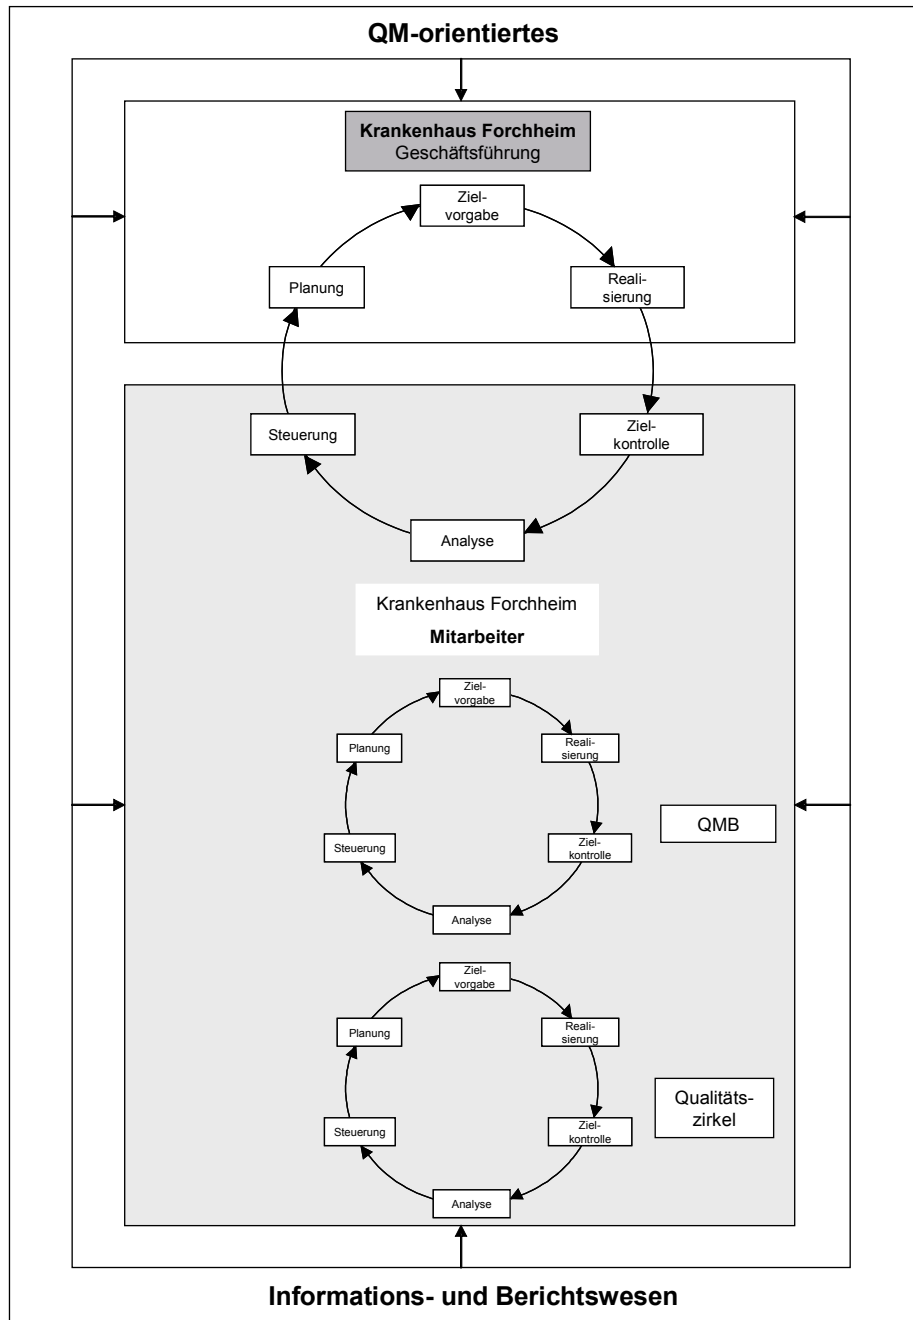 QM-orientiertes
Krankenhaus Forchheim
Geschäftsführung
Ziel-
vorgabe
Planung
Reali-
sierung
Steuerung
Ziel-
kontrolle
Analyse
Krankenhaus Forchheim
Mitarbeiter
Ziel-
vorgabe
Planung
Reali-
sierung
QMB
Steuerung
Ziel-
kontrolle
Analyse
Ziel-
vorgabe
Planung
Reali-
sierung
Qualitäts-
zirkel
Steuerung
Ziel-
kontrolle
Analyse
Informations- und Berichtswesen